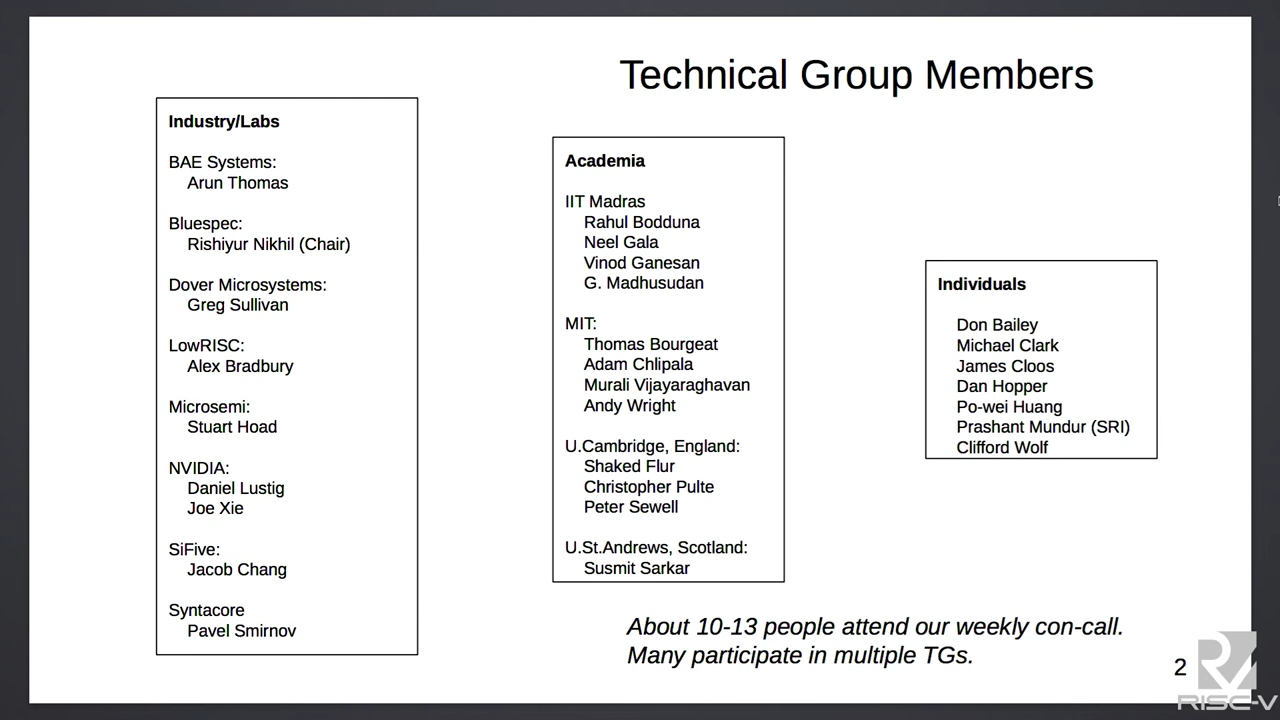 Technical Group Members
Industry/Labs
BAE Systems:
Arun Thomas
Bluespec:
Rishiyur Nikhil (Chair)
Dover Microsystems:
Greg Sullivan
LowRISC:
Alex Bradbury
Microsemi:
Stuart Hoad
NVIDIA:
Daniel Lustig
Joe Xie
SiFive:
Jacob Chang
Syntacore
Pavel Smirnov
Academia
IIT Madras
Rahul Bodduna
Neel Gala
Vinod Ganesan
G. Madhusudan
MIT:
Thomas Bourgeat
Adam Chlipala
Murali Vijayaraghavan
Andy Wright
U.Cambridge, England:
Shaked Flur
Christopher Pulte
Peter Sewell
U.St.Andrews, Scotland:
Susmit Sarkar
Individuals
Don Bailey
Michael Clark
James Cloos
Dan Hopper
Po-wei Huang
Prashant Mundur (SRI)
Clifford Wolf
About 10-13 people attend our weekly con-call.
Many participate in multiple TGs.
2
RISC-V